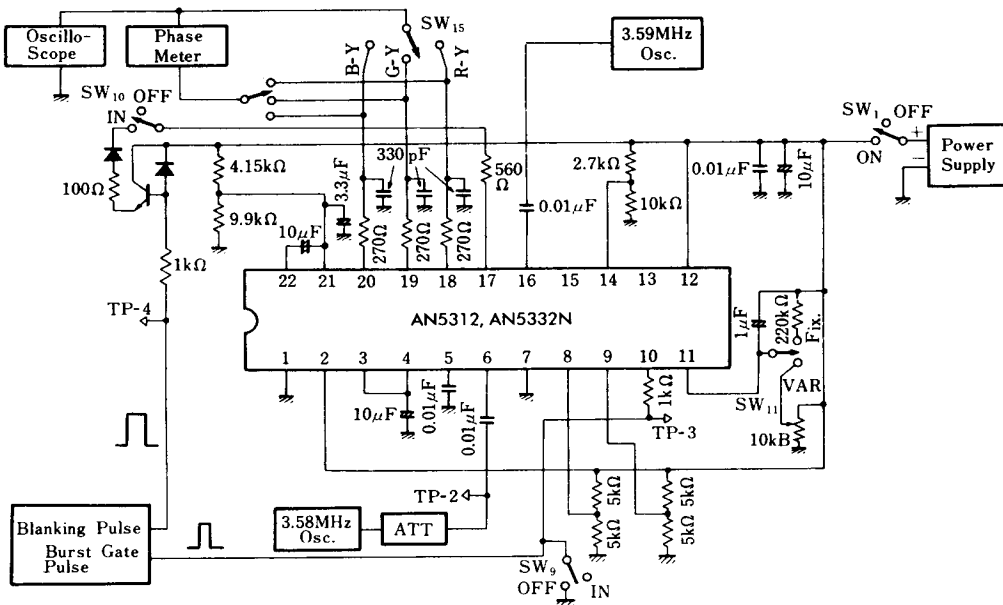 Oscillo-
Scope
Phase
Meter
SW15
B-Y
G-Y
R-Y
3.59MHz
Osc.
SW10
OFF
IN
SW1
OFF
ON
+
−
Power
Supply
100Ω
4.15kΩ
9.9kΩ
3.3μF
330 pF
560
Ω
2.7kΩ
10kΩ
0.01μF
0.01μF
10μF
10μF
270Ω
270Ω
270Ω
1kΩ
22 21 20 19 18 17 16 15 14 13 12
TP-4
AN5312, AN5332N
1μF
220kΩ
Fix.
1 2 3 4 5 6 7 8 9 10 11
VAR
SW11
10kB
10μF
0.01μF
0.01μF
1kΩ
TP-3
TP-2
5kΩ
5kΩ
5kΩ
5kΩ
Blanking Pulse
Burst Gate
Pulse
3.58MHz
Osc.
ATT
SW9
OFF
IN